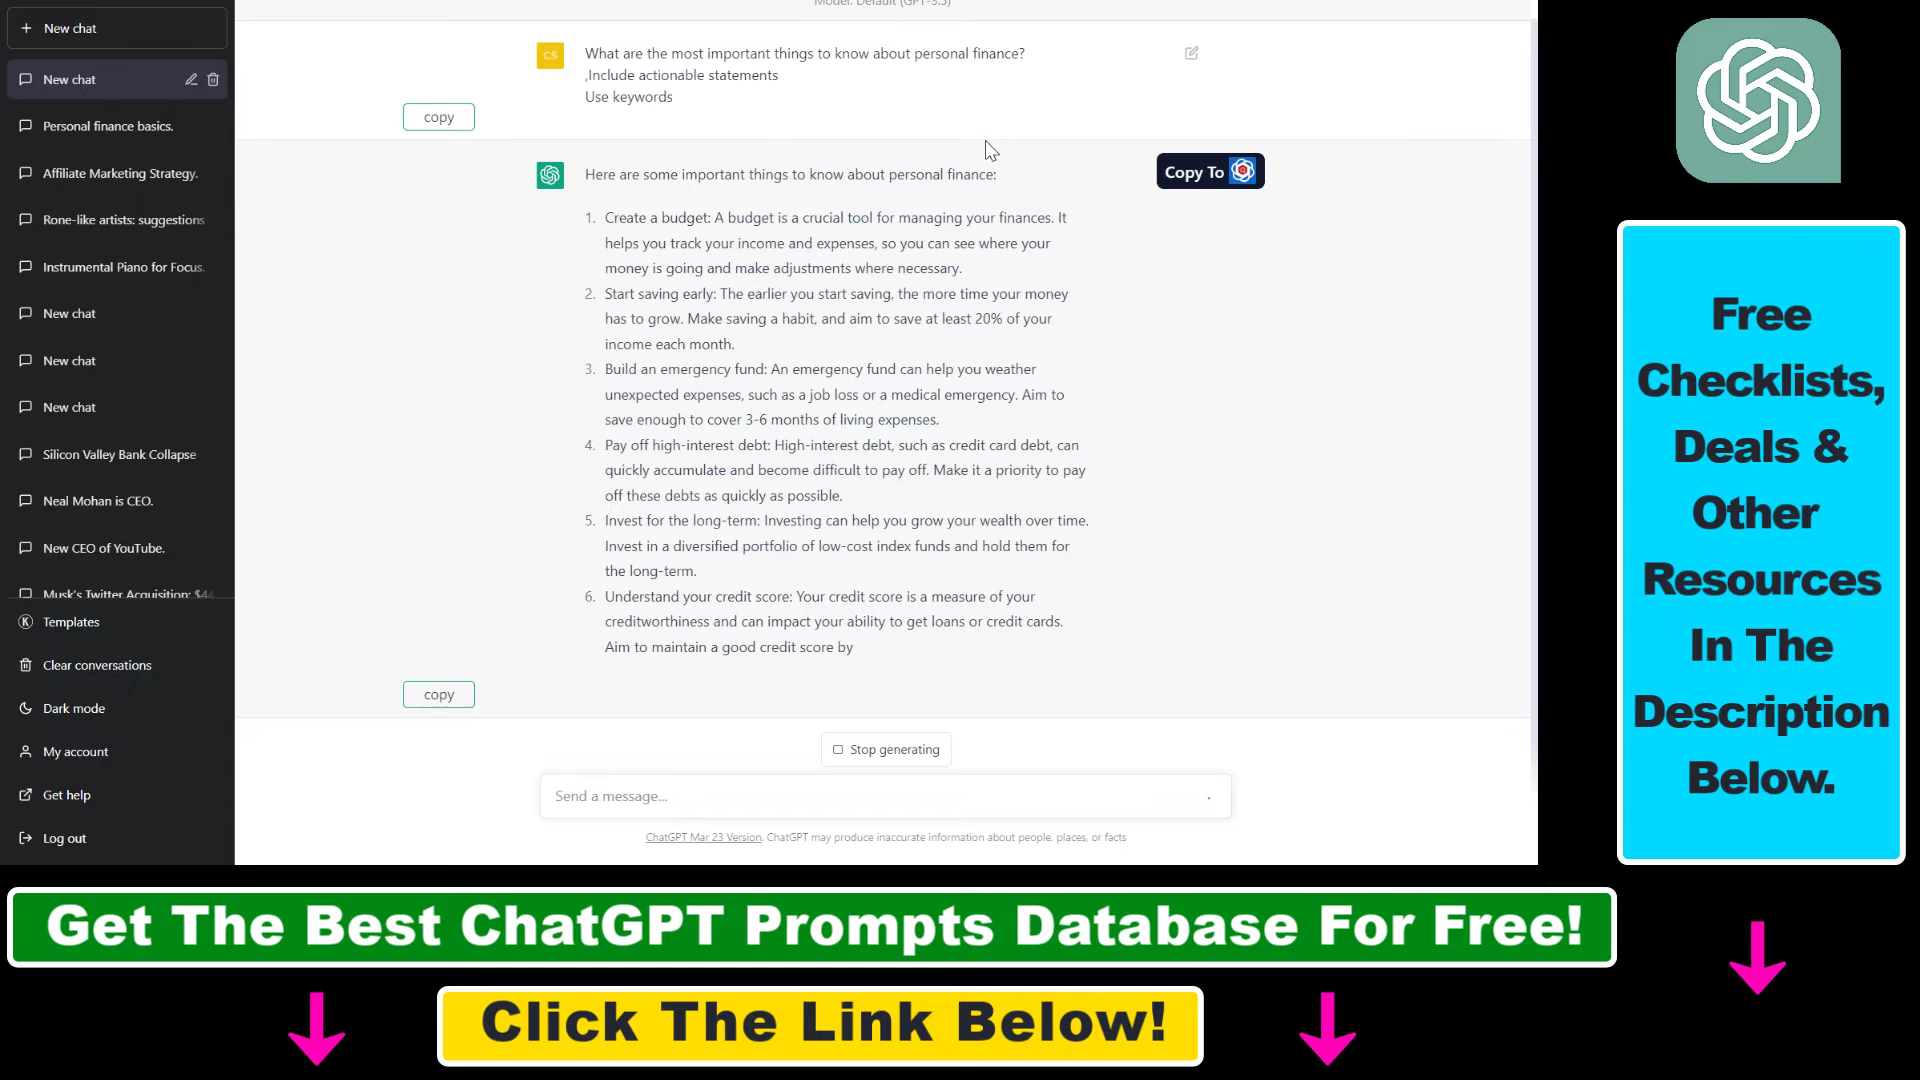 Model: Default (GPT-3.5)
New chat
New chat
Personal finance basics.
Affiliate Marketing Strategy.
Rone-like artists: suggestions
Instrumental Piano for Focus.
New chat
New chat
New chat
Silicon Valley Bank Collapse
Neal Mohan is CEO.
New CEO of YouTube.
Musk's Twitter Acquisition: $44
Templates
Clear conversations
Dark mode
My account
Get help
Log out
CS
What are the most important things to know about personal finance?
,Include actionable statements
Use keywords
copy
Copy To
Here are some important things to know about personal finance:
1. Create a budget: A budget is a crucial tool for managing your finances. It
helps you track your income and expenses, so you can see where your
money is going and make adjustments where necessary.
2. Start saving early: The earlier you start saving, the more time your money
has to grow. Make saving a habit, and aim to save at least 20% of your
income each month.
3. Build an emergency fund: An emergency fund can help you weather
unexpected expenses, such as a job loss or a medical emergency. Aim to
save enough to cover 3-6 months of living expenses.
4. Pay off high-interest debt: High-interest debt, such as credit card debt, can
quickly accumulate and become difficult to pay off. Make it a priority to pay
off these debts as quickly as possible.
5. Invest for the long-term: Investing can help you grow your wealth over time.
Invest in a diversified portfolio of low-cost index funds and hold them for
the long-term.
6. Understand your credit score: Your credit score is a measure of your
creditworthiness and can impact your ability to get loans or credit cards.
Aim to maintain a good credit score by
copy
Stop generating
Send a message...
ChatGPT Mar 23 Version. ChatGPT may produce inaccurate information about people, places, or facts
Free
Checklists,
Deals &
Other
Resources
In The
Description
Below.
Get The Best ChatGPT Prompts Database For Free!
Click The Link Below!